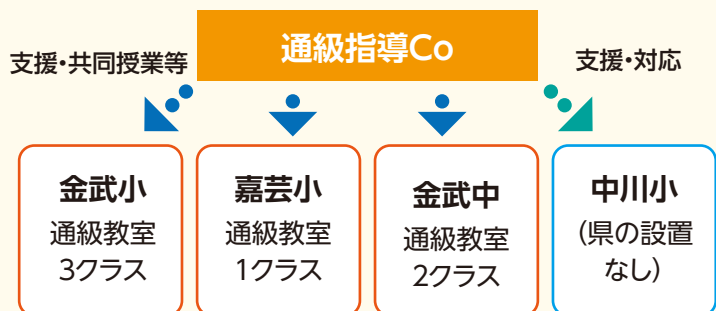 通級指導Co
支援・共同授業等
支援・対応
金武小
通級教室
3クラス
嘉芸小
通級教室
1クラス
金武中
通級教室
2クラス
中川小
(県の設置
なし)